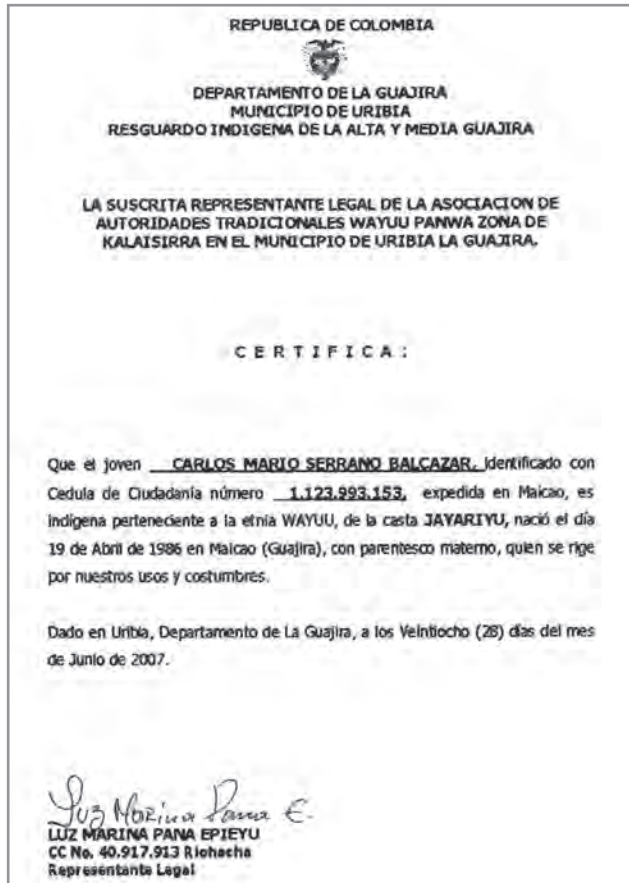 REPUBLICA DE COLOMBIA
DEPARTAMENTO DE LA GUAJIRA
MUNICIPIO DE URIBIA
RESGUARDO INDIGENA DE LA ALTA Y MEDIA GUAJIRA
LA SUSCRITA REPRESENTANTE LEGAL DE LA ASOCIACION DE
AUTORIDADES TRADICIONALES WAYUU PANWA ZONA DE
KALAISIRRA EN EL MUNICIPIO DE URIBIA LA GUAJIRA.
CERTIFICA:
Que el joven CARLOS MARIO SERRANO BALCAZAR, identificado con
Cedula de Ciudadanía número 1.123.993.153, expedida en Maicao, es
indígena perteneciente a la etnia WAYUU, de la casta JAYARIYU, nació el día
19 de Abril de 1986 en Maicao (Guajira), con parentesco materno, quien se rige
por nuestros usos y costumbres.
Dado en Uribia, Departamento de La Guajira, a los Veintiocho (28) días del mes
de Junio de 2007.
Luz Marina Pana E.
LUZ MARINA PANA EPIEYU
CC No. 40.917.913 Riohacha
Representante Legal